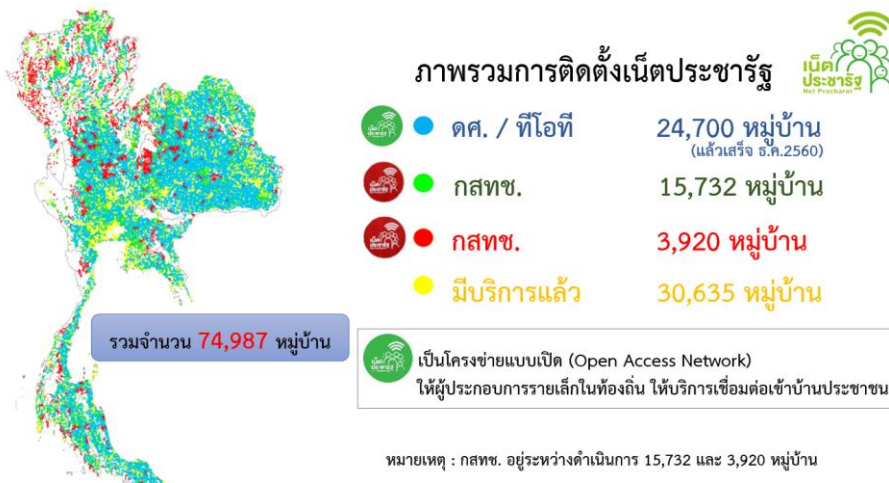 ภาพรวมการติดตั้งเน็ตประชารัฐ
เน็ต
ประชารัฐ
Net Pracharat
ดศ. / ทีโอที 24,700 หมู่บ้าน
(แล้วเสร็จ ธ.ค.2560)
กสทช. 15,732 หมู่บ้าน
กสทช. 3,920 หมู่บ้าน
มีบริการแล้ว 30,635 หมู่บ้าน
รวมจำนวน 74,987 หมู่บ้าน
เป็นโครงข่ายแบบเปิด (Open Access Network)
ให้ผู้ประกอบการรายเล็กในท้องถิ่น ให้บริการเชื่อมต่อเข้าบ้านประชาชน
หมายเหตุ : กสทช. อยู่ระหว่างดำเนินการ 15,732 และ 3,920 หมู่บ้าน